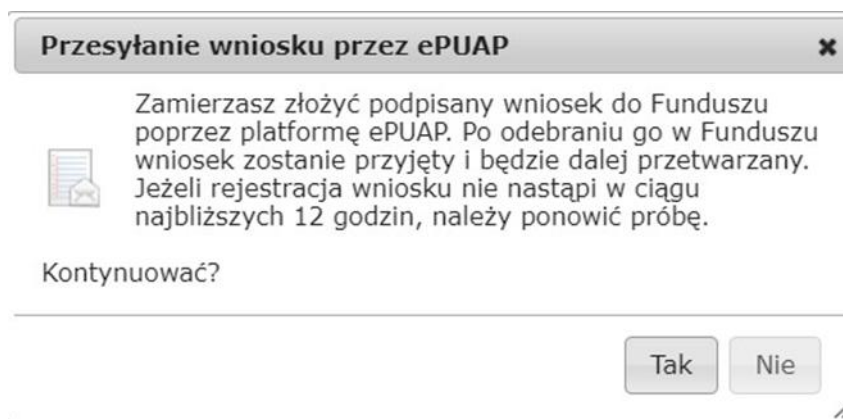 Przesyłanie wniosku przez ePUAP
Zamierzasz złożyć podpisany wniosek do Funduszu
poprzez platformę ePUAP. Po odebraniu go w Funduszu
wniosek zostanie przyjęty i będzie dalej przetwarzany.
Jeżeli rejestracja wniosku nie nastąpi w ciągu
najbliższych 12 godzin, należy ponowić próbę.
Kontynuować?
Tak Nie